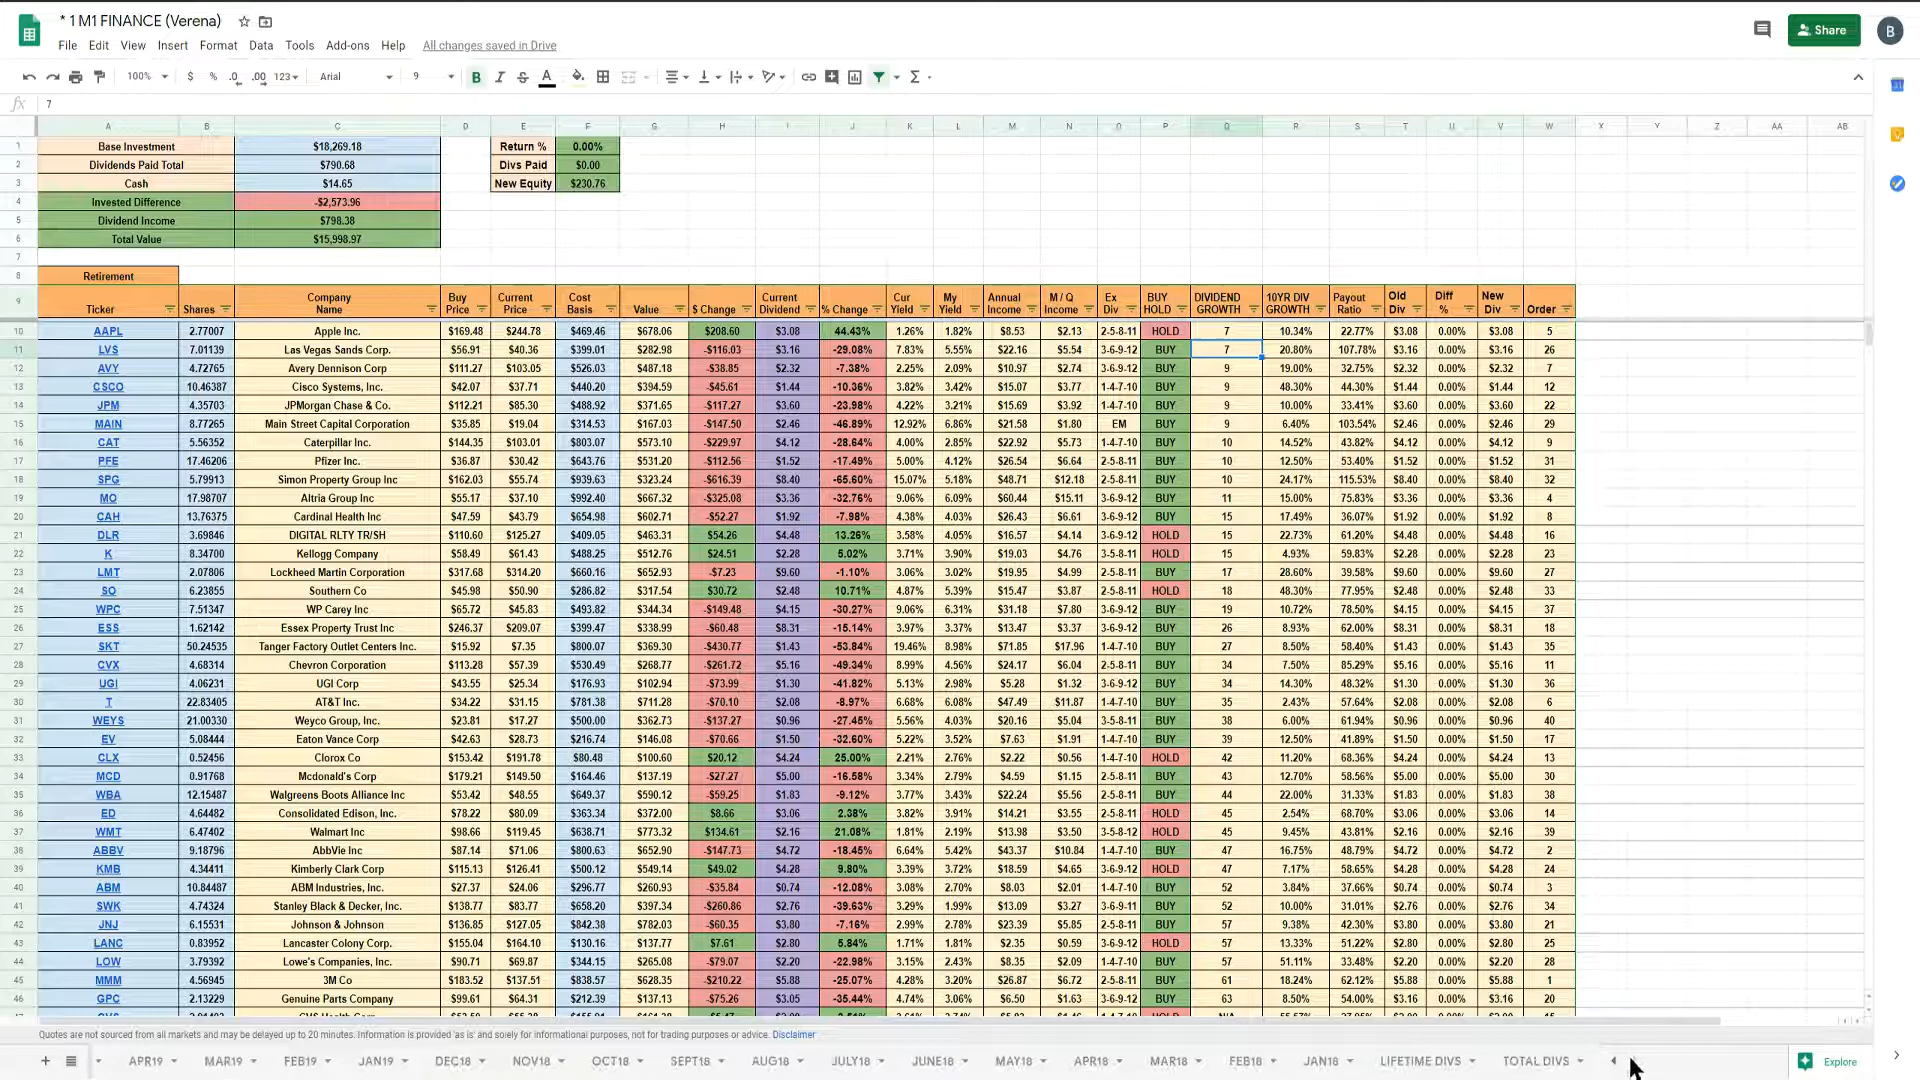 * 1 M1 FINANCE (Verena)
Share
B
File Edit View Insert Format Data Tools Add-ons Help All changes saved in Drive
100% $ % .0 .00 123 Arial 9 B I S A
fx 7
A B C D E F G H I J K L M N O P Q R S T U V W X Y Z AA AB
1 Base Investment $18,269.18 Return % 0.00%
2 Dividends Paid Total $790.68 Divs Paid $0.00
3 Cash $14.65 New Equity $230.76
4 Invested Difference -$2,573.96
5 Dividend Income $798.38
6 Total Value $15,998.97
7
8 Retirement
9 Ticker Shares Company Name Buy Price Current Price Cost Basis Value $ Change Current Dividend % Change Cur Yield My Yield Annual Income M / Q Income Ex Div BUY HOLD DIVIDEND GROWTH 10YR DIV GROWTH Payout Ratio Old Div Diff % New Div Order
10 AAPL 2.77007 Apple Inc. $169.48 $244.78 $469.46 $678.06 $208.60 $3.08 44.43% 1.26% 1.82% $8.53 $2.13 2-5-8-11 HOLD 7 10.34% 22.77% $3.08 0.00% $3.08 5
11 LVS 7.01139 Las Vegas Sands Corp. $56.91 $40.36 $399.01 $282.98 -$116.03 $3.16 -29.08% 7.83% 5.55% $22.16 $5.54 3-6-9-12 BUY 7 20.80% 107.78% $3.16 0.00% $3.16 26
12 AVY 4.72765 Avery Dennison Corp $111.27 $103.05 $526.03 $487.18 -$38.85 $2.32 -7.38% 2.25% 2.09% $10.97 $2.74 3-6-9-12 BUY 9 19.00% 32.75% $2.32 0.00% $2.32 7
13 CSCO 10.46387 Cisco Systems, Inc. $42.07 $37.71 $440.20 $394.59 -$45.61 $1.44 -10.36% 3.82% 3.42% $15.07 $3.77 1-4-7-10 BUY 9 48.30% 44.30% $1.44 0.00% $1.44 12
14 JPM 4.35703 JPMorgan Chase & Co. $112.21 $85.30 $488.92 $371.65 -$117.27 $3.60 -23.98% 4.22% 3.21% $15.69 $3.92 1-4-7-10 BUY 9 10.00% 33.41% $3.60 0.00% $3.60 22
15 MAIN 8.77265 Main Street Capital Corporation $35.85 $19.04 $314.53 $167.03 -$147.50 $2.46 -46.89% 12.92% 6.86% $21.58 $1.80 EM BUY 9 6.40% 103.54% $2.46 0.00% $2.46 29
16 CAT 5.56352 Caterpillar Inc. $144.35 $103.01 $803.07 $573.10 -$229.97 $4.12 -28.64% 4.00% 2.85% $22.92 $5.73 1-4-7-10 BUY 10 14.52% 43.82% $4.12 0.00% $4.12 9
17 PFE 17.46206 Pfizer Inc. $36.87 $30.42 $643.76 $531.20 -$112.56 $1.52 -17.49% 5.00% 4.12% $26.54 $6.64 2-5-8-11 BUY 10 12.50% 53.40% $1.52 0.00% $1.52 31
18 SPG 5.79913 Simon Property Group Inc $162.03 $55.74 $939.63 $323.24 -$616.39 $8.40 -65.60% 15.07% 5.18% $48.71 $12.18 2-5-8-11 BUY 10 24.17% 115.53% $8.40 0.00% $8.40 32
19 MO 17.98707 Altria Group Inc $55.17 $37.10 $992.40 $667.32 -$325.08 $3.36 -32.76% 9.06% 6.09% $60.44 $15.11 3-6-9-12 BUY 11 15.00% 75.83% $3.36 0.00% $3.36 4
20 CAH 13.76375 Cardinal Health Inc $47.59 $43.79 $654.98 $602.71 -$52.27 $1.92 -7.98% 4.38% 4.03% $26.43 $6.61 3-6-9-12 BUY 15 17.49% 36.07% $1.92 0.00% $1.92 8
21 DLR 3.69846 DIGITAL RLTY TR/SH $110.60 $125.27 $409.05 $463.31 $54.26 $4.48 13.26% 3.58% 4.05% $16.57 $4.14 3-6-9-12 HOLD 15 22.73% 61.20% $4.48 0.00% $4.48 16
22 K 8.34700 Kellogg Company $58.49 $61.43 $488.25 $512.76 $24.51 $2.28 5.02% 3.71% 3.90% $19.03 $4.76 3-5-8-11 HOLD 15 4.93% 59.83% $2.28 0.00% $2.28 23
23 LMT 2.07806 Lockheed Martin Corporation $317.68 $314.20 $660.16 $652.93 -$7.23 $9.60 -1.10% 3.06% 3.02% $19.95 $4.99 2-5-8-11 BUY 17 28.60% 39.58% $9.60 0.00% $9.60 27
24 SO 6.23855 Southern Co $45.98 $50.90 $286.82 $317.54 $30.72 $2.48 10.71% 4.87% 5.39% $15.47 $3.87 2-5-8-11 HOLD 18 48.30% 77.95% $2.48 0.00% $2.48 33
25 WPC 7.51347 WP Carey Inc $65.72 $45.83 $493.82 $344.34 -$149.48 $4.15 -30.27% 9.06% 6.31% $31.18 $7.80 3-6-9-12 BUY 19 10.72% 78.50% $4.15 0.00% $4.15 37
26 ESS 1.62142 Essex Property Trust Inc $246.37 $209.07 $399.47 $338.99 -$60.48 $8.31 -15.14% 3.97% 3.37% $13.47 $3.37 3-6-9-12 BUY 26 8.93% 62.00% $8.31 0.00% $8.31 18
27 SKT 50.24535 Tanger Factory Outlet Centers Inc. $15.92 $7.35 $800.07 $369.30 -$430.77 $1.43 -53.84% 19.46% 8.98% $71.85 $17.96 1-4-7-10 BUY 27 8.50% 58.40% $1.43 0.00% $1.43 35
28 CVX 4.68314 Chevron Corporation $113.28 $57.39 $530.49 $268.77 -$261.72 $5.16 -49.34% 8.99% 4.56% $24.17 $6.04 2-5-8-11 BUY 34 7.50% 85.29% $5.16 0.00% $5.16 11
29 UGI 4.06231 UGI Corp $43.55 $25.34 $176.93 $102.94 -$73.99 $1.30 -41.82% 5.13% 2.98% $5.28 $1.32 3-6-9-12 BUY 34 14.30% 48.32% $1.30 0.00% $1.30 36
30 T 22.83405 AT&T Inc. $34.22 $31.15 $781.38 $711.28 -$70.10 $2.08 -8.97% 6.68% 6.08% $47.49 $11.87 1-4-7-10 BUY 35 2.43% 57.64% $2.08 0.00% $2.08 6
31 WEYS 21.00330 Weyco Group, Inc. $23.81 $17.27 $500.00 $362.73 -$137.27 $0.96 -27.45% 5.56% 4.03% $20.16 $5.04 3-5-8-11 BUY 38 6.00% 61.94% $0.96 0.00% $0.96 40
32 EV 5.08444 Eaton Vance Corp $42.63 $28.73 $216.74 $146.08 -$70.66 $1.50 -32.60% 5.22% 3.52% $7.63 $1.91 1-4-7-10 BUY 39 12.50% 41.89% $1.50 0.00% $1.50 17
33 CLX 0.52456 Clorox Co $153.42 $191.78 $80.48 $100.60 $20.12 $4.24 25.00% 2.21% 2.76% $2.22 $0.56 1-4-7-10 HOLD 42 11.20% 68.36% $4.24 0.00% $4.24 13
34 MCD 0.91768 Mcdonald's Corp $179.21 $149.50 $164.46 $137.19 -$27.27 $5.00 -16.58% 3.34% 2.79% $4.59 $1.15 2-5-8-11 BUY 43 12.70% 58.56% $5.00 0.00% $5.00 30
35 WBA 12.15487 Walgreens Boots Alliance Inc $53.42 $48.55 $649.37 $590.12 -$59.25 $1.83 -9.12% 3.77% 3.43% $22.24 $5.56 2-5-8-11 BUY 44 22.00% 31.33% $1.83 0.00% $1.83 38
36 ED 4.64482 Consolidated Edison, Inc. $78.22 $80.09 $363.34 $372.00 $8.66 $3.06 2.38% 3.82% 3.91% $14.21 $3.55 2-5-8-11 HOLD 45 2.54% 68.70% $3.06 0.00% $3.06 14
37 WMT 6.47402 Walmart Inc $98.66 $119.45 $638.71 $773.32 $134.61 $2.16 21.08% 1.81% 2.19% $13.98 $3.50 3-5-8-12 HOLD 45 9.45% 43.81% $2.16 0.00% $2.16 39
38 ABBV 9.18796 AbbVie Inc $87.14 $71.06 $800.63 $652.90 -$147.73 $4.72 -18.45% 6.64% 5.42% $43.37 $10.84 1-4-7-10 BUY 47 16.75% 48.79% $4.72 0.00% $4.72 2
39 KMB 4.34411 Kimberly Clark Corp $115.13 $126.41 $500.12 $549.14 $49.02 $4.28 9.80% 3.39% 3.72% $18.59 $4.65 3-6-9-12 HOLD 47 7.17% 58.65% $4.28 0.00% $4.28 24
40 ABM 10.84487 ABM Industries, Inc. $27.37 $24.06 $296.77 $260.93 -$35.84 $0.74 -12.08% 3.08% 2.70% $8.03 $2.01 1-4-7-10 BUY 52 3.84% 37.66% $0.74 0.00% $0.74 3
41 SWK 4.74324 Stanley Black & Decker, Inc. $138.77 $83.77 $658.20 $397.34 -$260.86 $2.76 -39.63% 3.29% 1.99% $13.09 $3.27 3-6-9-12 BUY 52 10.00% 31.01% $2.76 0.00% $2.76 34
42 JNJ 6.15531 Johnson & Johnson $136.85 $127.05 $842.38 $782.03 -$60.35 $3.80 -7.16% 2.99% 2.78% $23.39 $5.85 2-5-8-11 BUY 57 9.38% 42.30% $3.80 0.00% $3.80 21
43 LANC 0.83952 Lancaster Colony Corp. $155.04 $164.10 $130.16 $137.77 $7.61 $2.80 5.84% 1.71% 1.81% $2.35 $0.59 3-6-9-12 HOLD 57 13.33% 51.22% $2.80 0.00% $2.80 25
44 LOW 3.79392 Lowe's Companies, Inc. $90.71 $69.87 $344.15 $265.08 -$79.07 $2.20 -22.98% 3.15% 2.43% $8.35 $2.09 1-4-7-10 BUY 57 51.11% 33.48% $2.20 0.00% $2.20 28
45 MMM 4.56945 3M Co $183.52 $137.51 $838.57 $628.35 -$210.22 $5.88 -25.07% 4.28% 3.20% $26.87 $6.72 2-5-8-11 BUY 61 18.24% 62.12% $5.88 0.00% $5.88 1
46 GPC 2.13229 Genuine Parts Company $99.61 $64.31 $212.39 $137.13 -$75.26 $3.05 -35.44% 4.74% 3.06% $6.50 $1.63 3-6-9-12 BUY 63 8.50% 54.00% $3.16 0.00% $3.16 20
Quotes are not sourced from all markets and may be delayed up to 20 minutes. Information is provided 'as is' and solely for informational purposes, not for trading purposes or advice. Disclaimer
APR19 MAR19 FEB19 JAN19 DEC18 NOV18 OCT18 SEPT18 AUG18 JULY18 JUNE18 MAY18 APR18 MAR18 FEB18 JAN18 LIFETIME DIVS TOTAL DIVS Explore